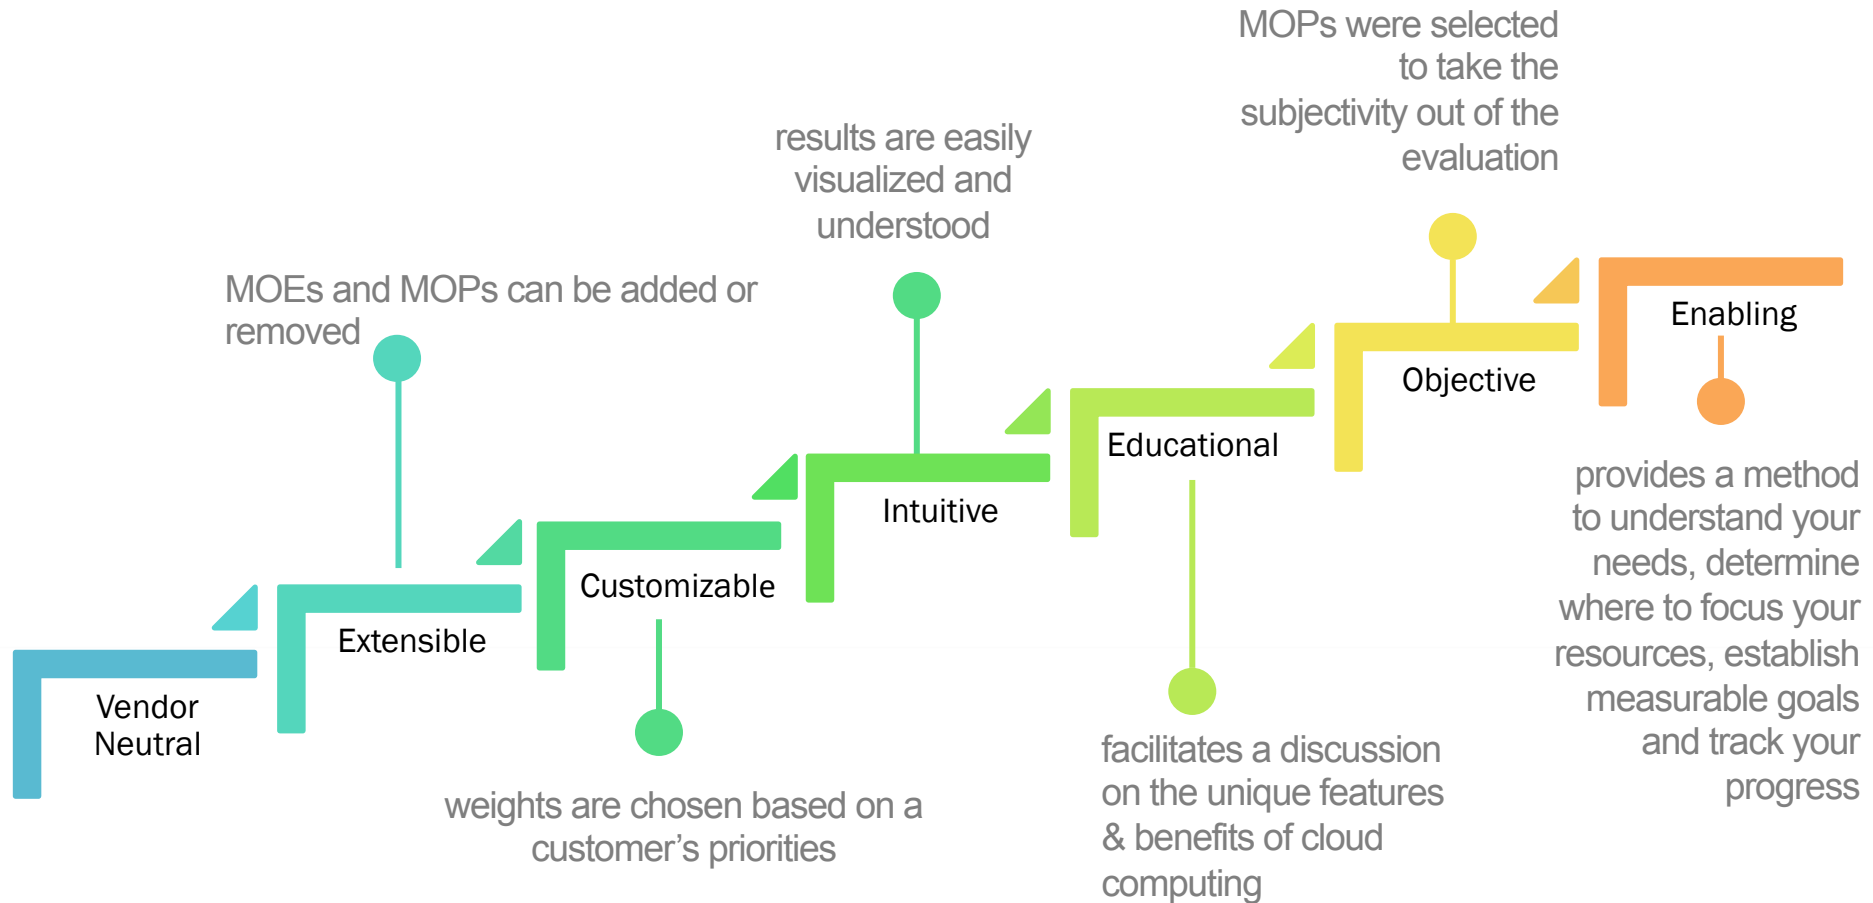 Vendor
Neutral
MOEs and MOPs can be added or
removed
Extensible
Customizable
weights are chosen based on a
customer’s priorities
results are easily
visualized and
understood
Intuitive
Educational
facilitates a discussion
on the unique features
& benefits of cloud
computing
MOPs were selected
to take the
subjectivity out of the
evaluation
Objective
Enabling
provides a method
to understand your
needs, determine
where to focus your
resources, establish
measurable goals
and track your
progress